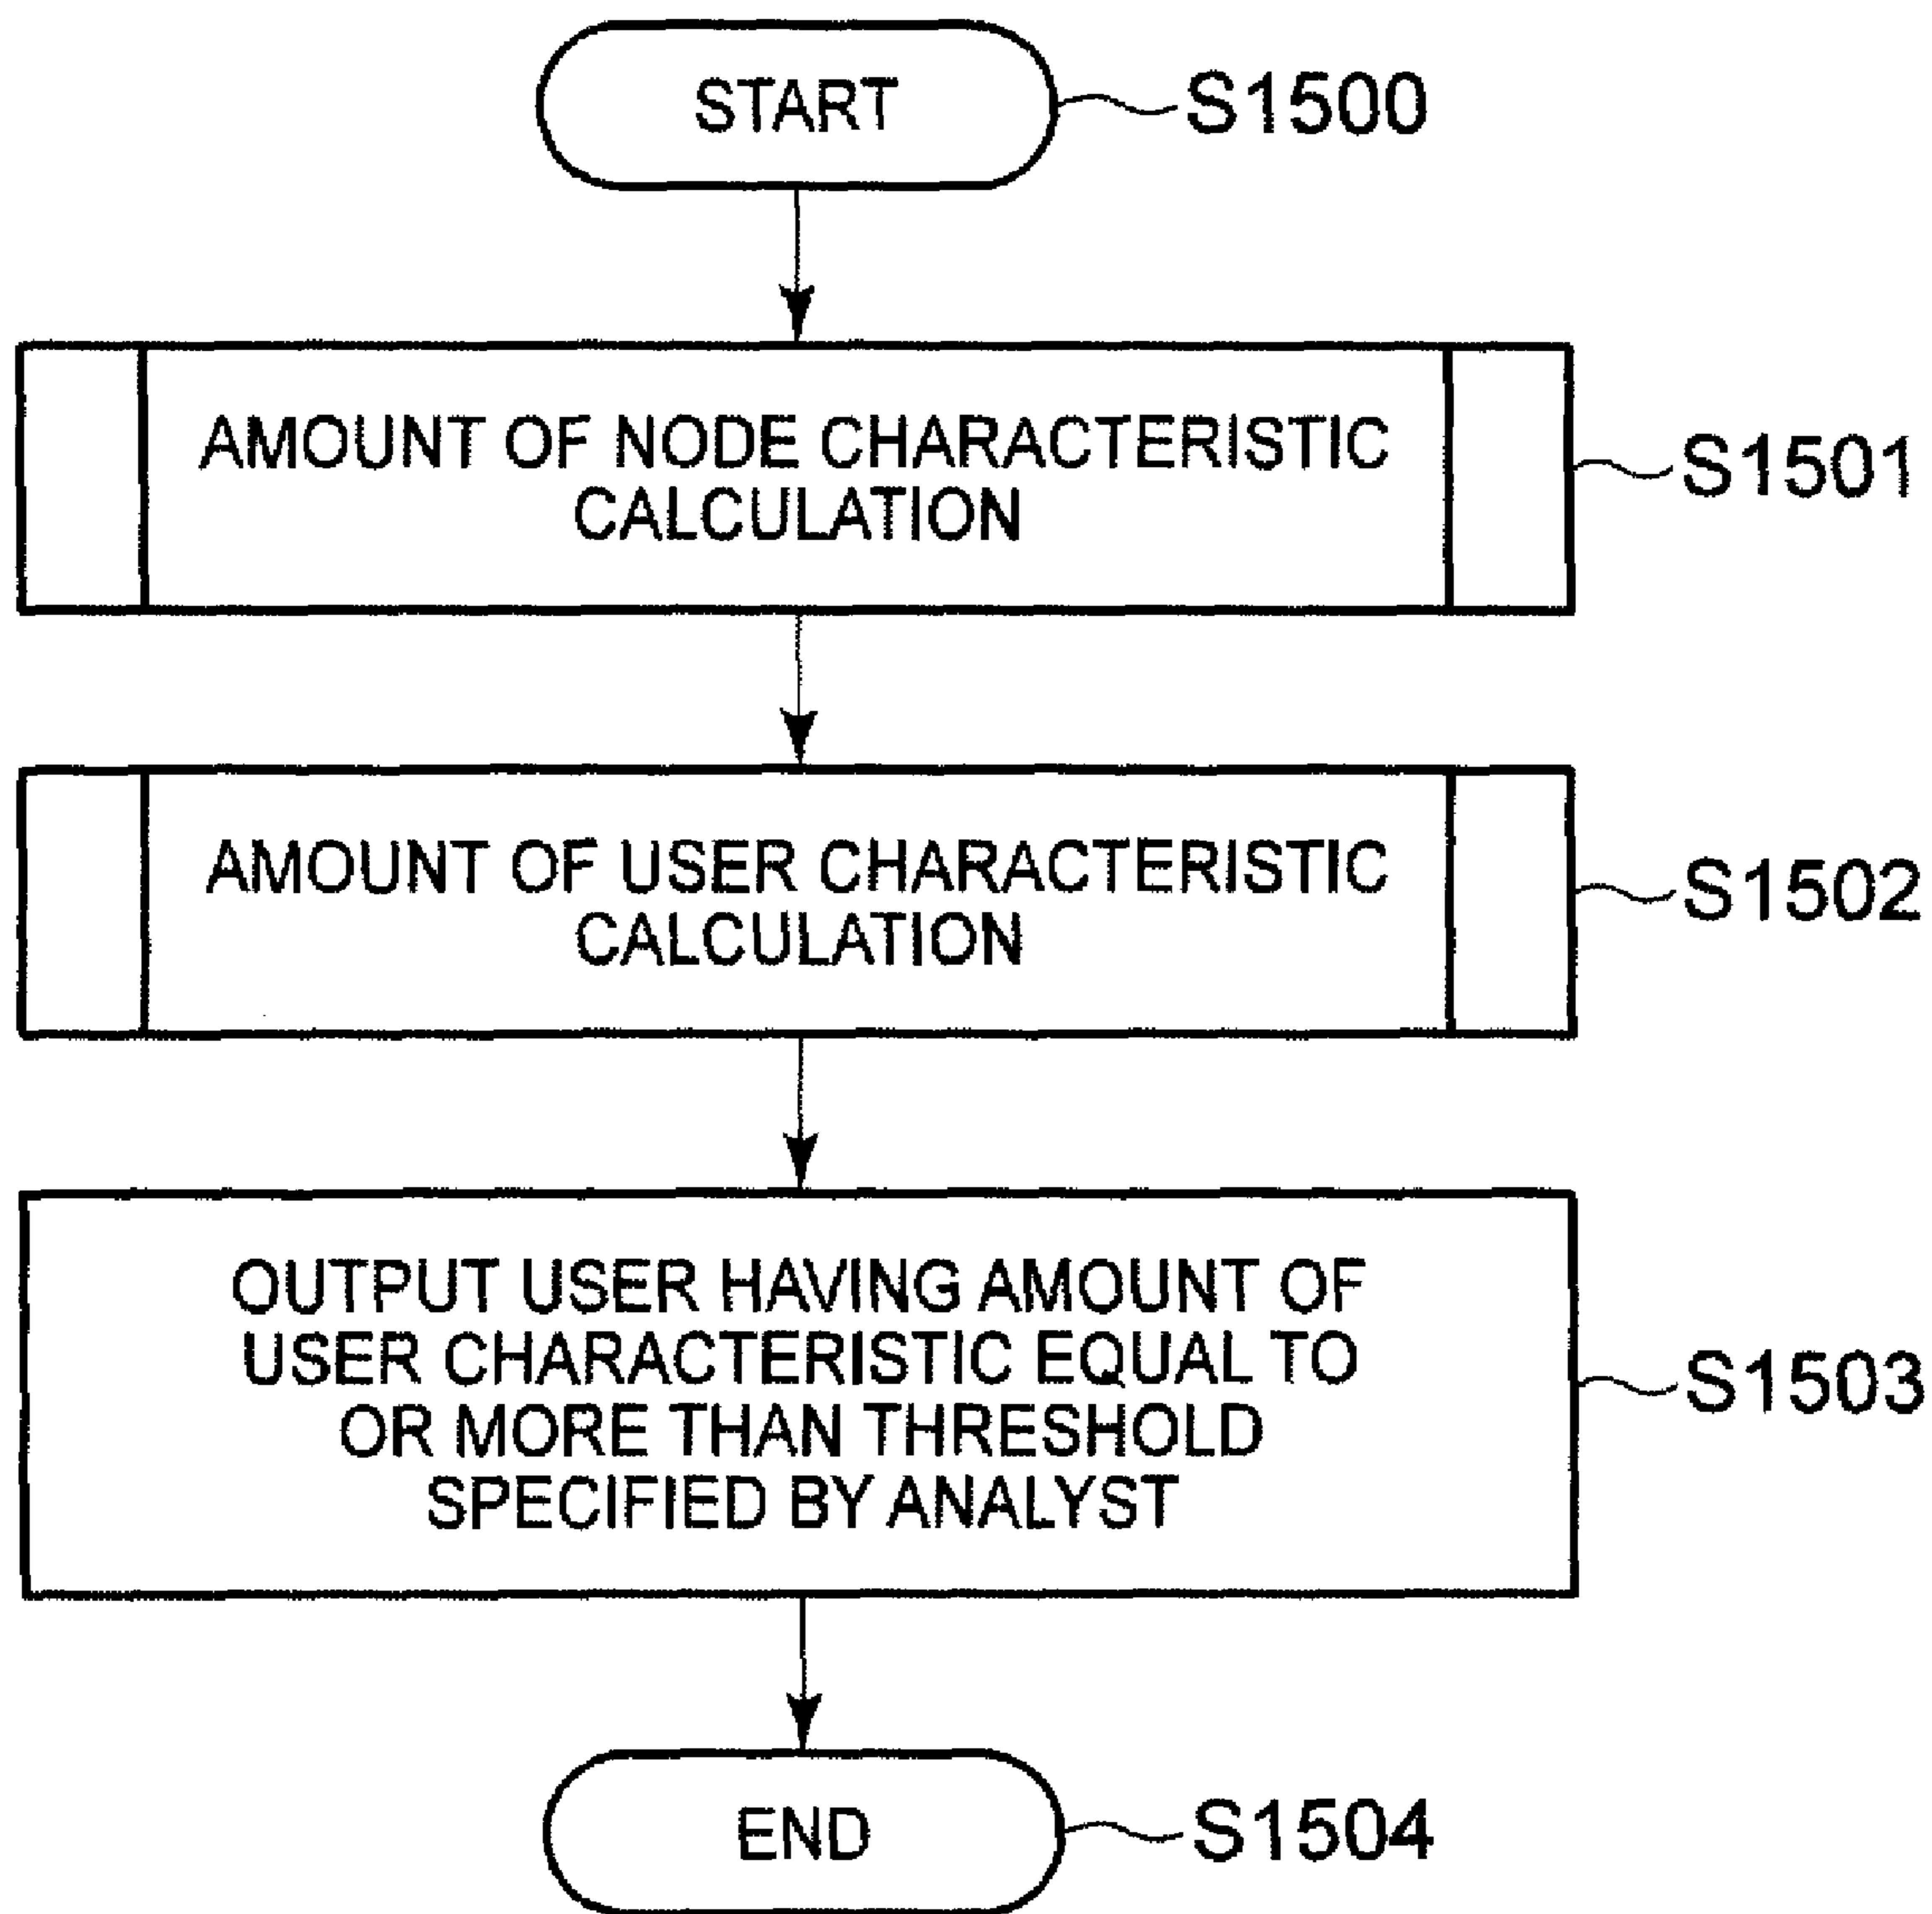 START
S1500
AMOUNT OF NODE CHARACTERISTIC
CALCULATION
S1501
AMOUNT OF USER CHARACTERISTIC
CALCULATION
S1502
OUTPUT USER HAVING AMOUNT OF
USER CHARACTERISTIC EQUAL TO
OR MORE THAN THRESHOLD
SPECIFIED BY ANALYST
S1503
END
S1504